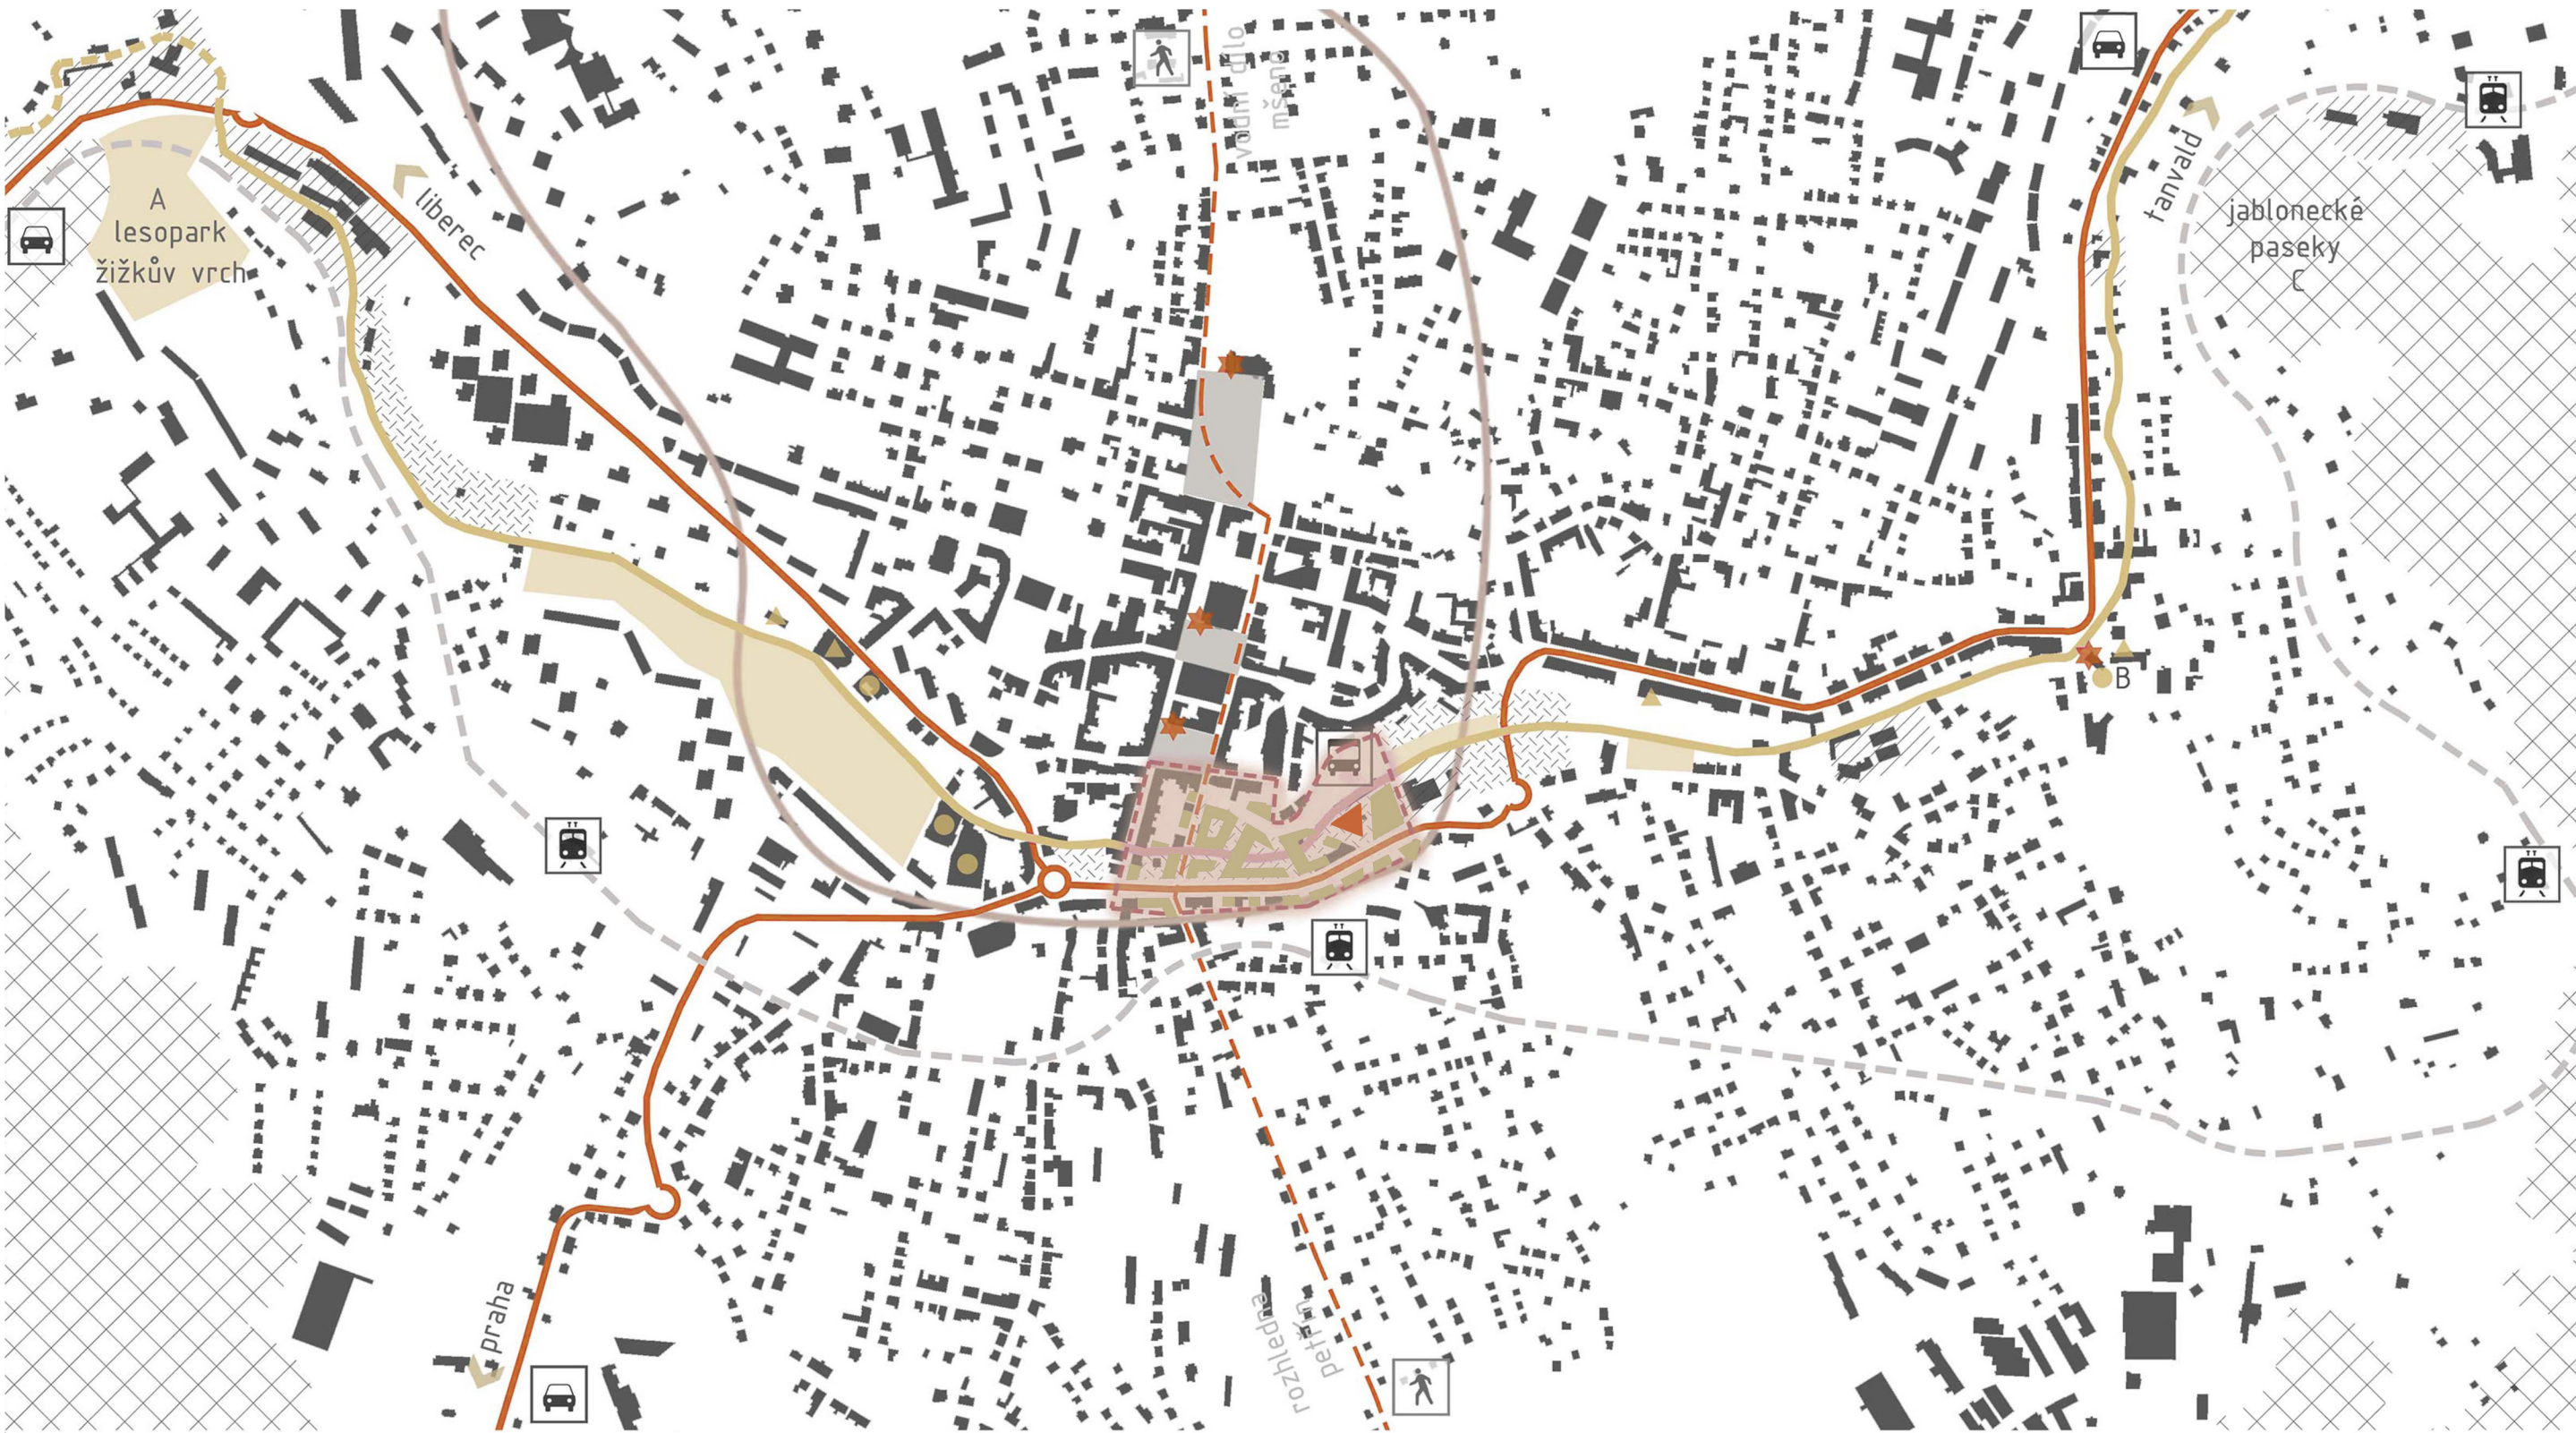 vodní dílo
mšeno
tanvald
A
lesopark
žižkův vrch
liberec
jablonecké
paseky
C
B
praha
rozhledna
petřín